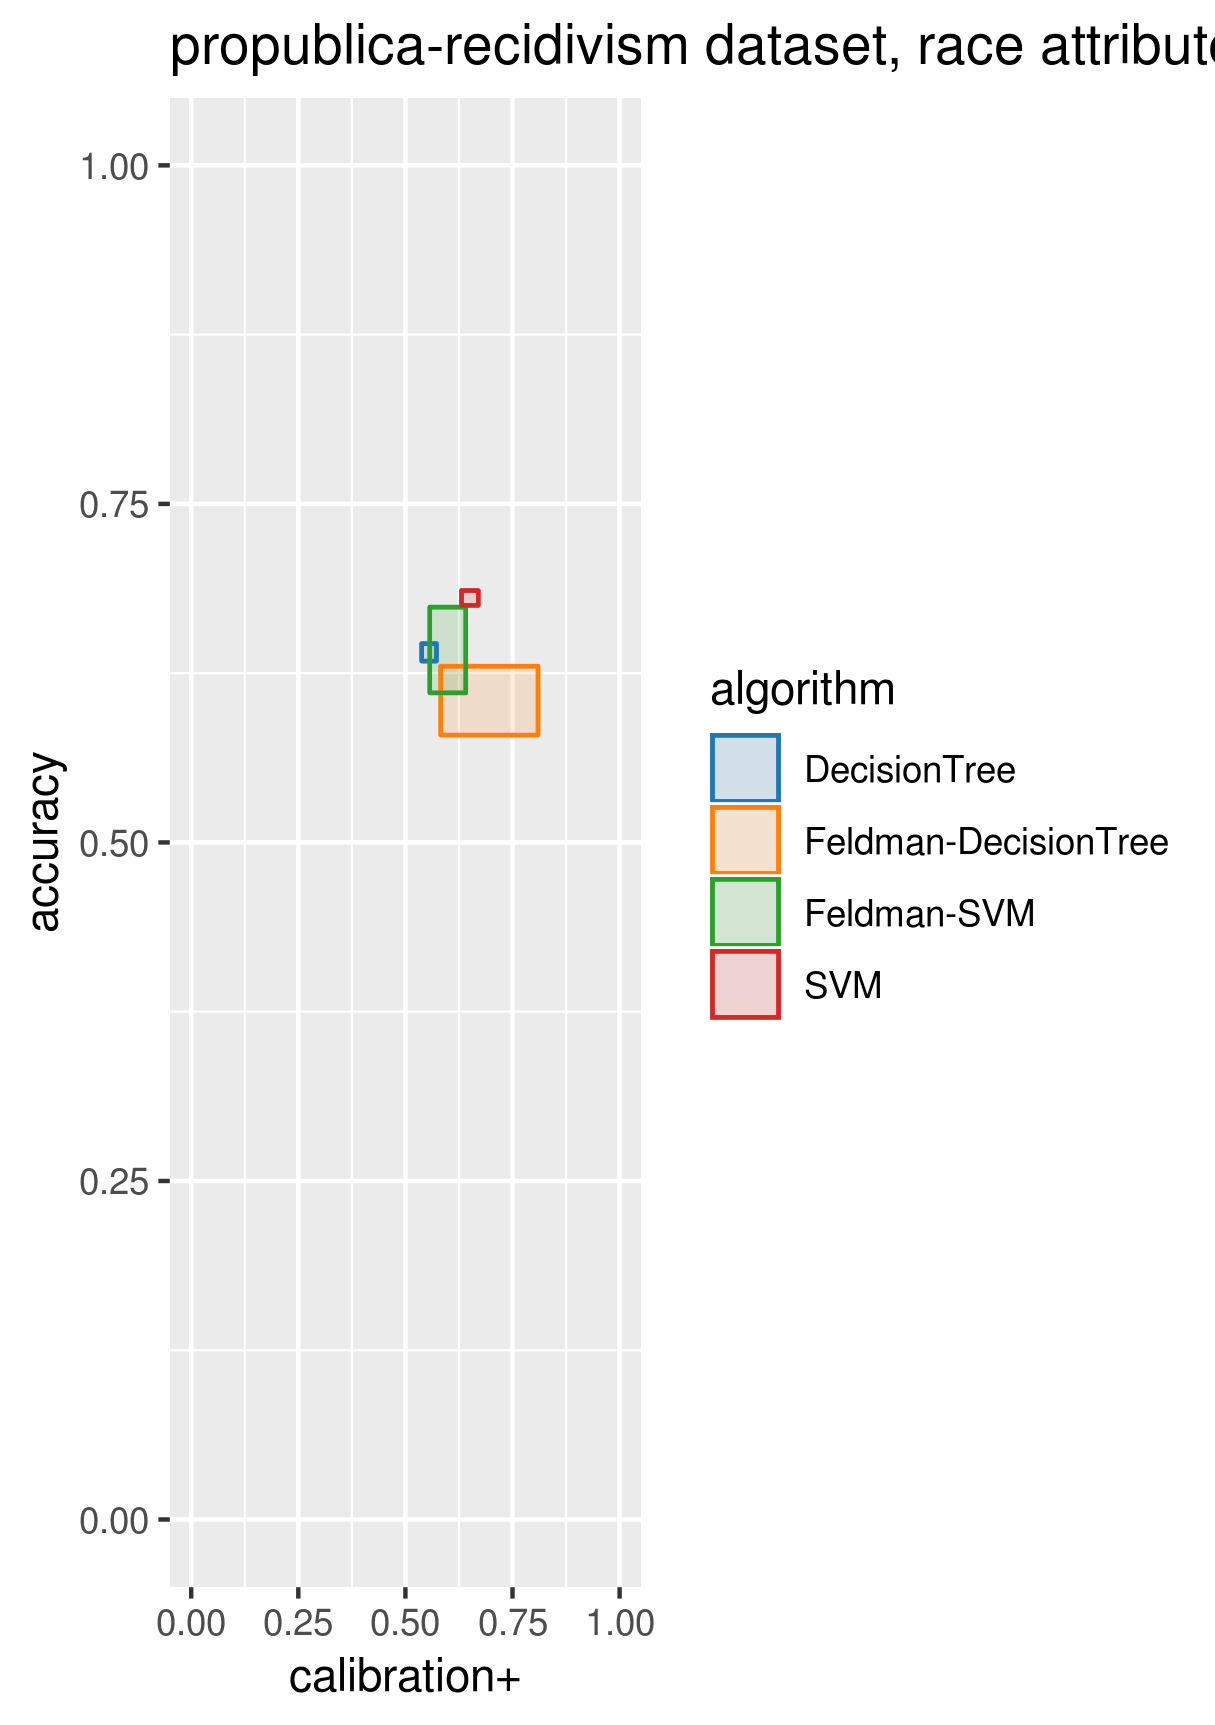 propublica-recidivism dataset, race attribute
1.00
0.75
0.50
0.25
0.00
accuracy
0.00 0.25 0.50 0.75 1.00
calibration+
algorithm
DecisionTree
Feldman-DecisionTree
Feldman-SVM
SVM